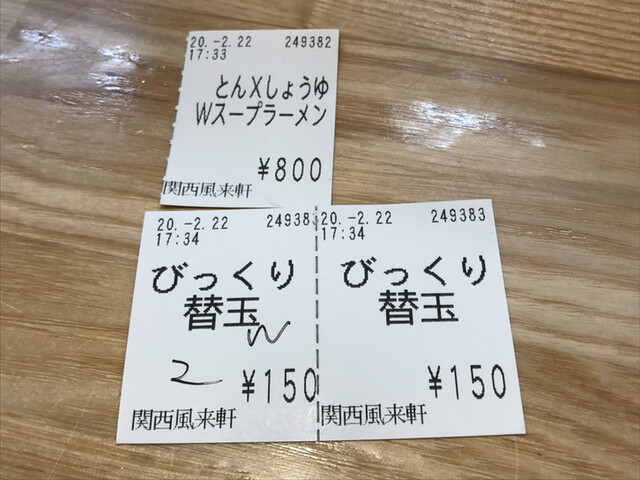 20.-2.22 249382
17:33
とんXしょうゆ
Wスープラーメン
¥800
関西風来軒
20.-2.22 249383
17:34
びっくり
替玉
W
2 ¥150
関西風来軒
20.-2.22 249383
17:34
びっくり
替玉
¥150
関西風来軒